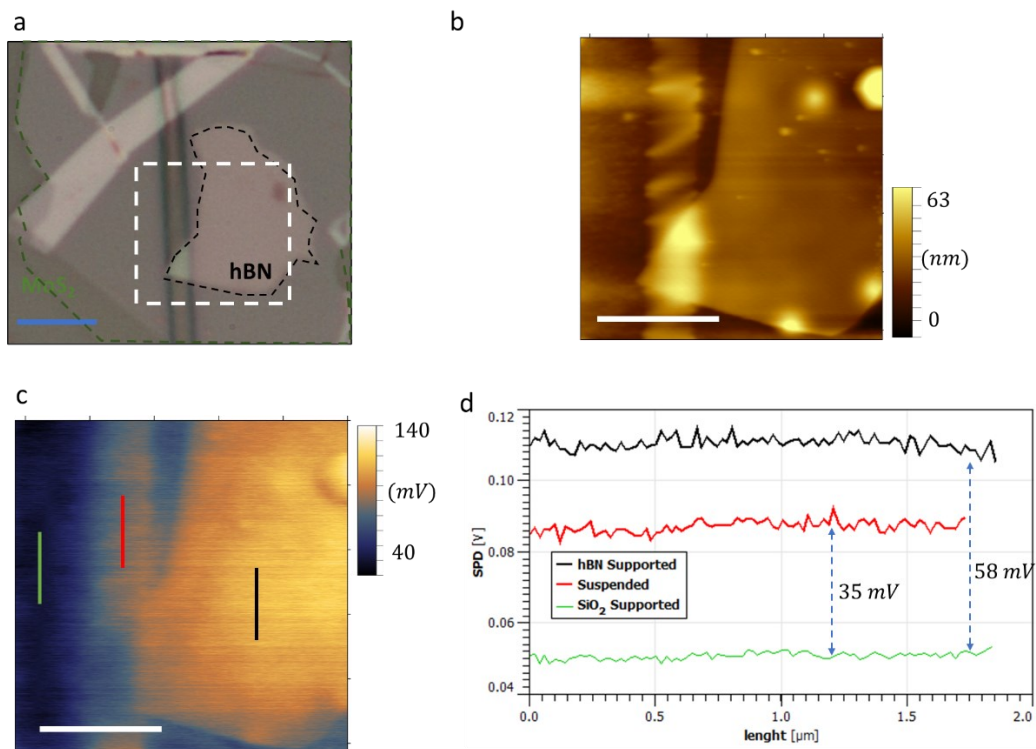 a
hBN
MoS₂
b
63
(nm)
0
c
140
(mV)
40
d
0.12
0.10
0.08
0.06
0.04
SPD [V]
hBN Supported
Suspended
SiO₂ Supported
35 mV
58 mV
0.0
0.5
1.0
1.5
2.0
lenght [µm]